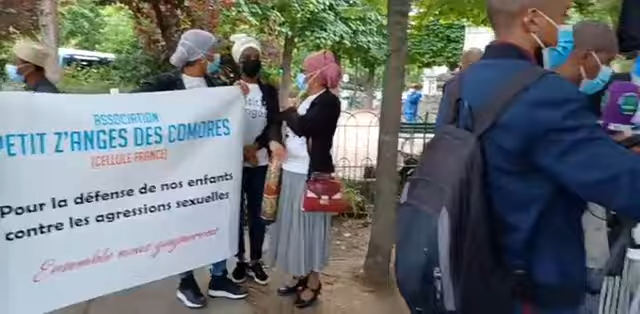 ASSOCIATION
PETIT Z'ANGES DES COMORES
(CELLULE FRANCE)
Pour la défense de nos enfants
contre les agressions sexuelles
Ensemble nous gagnerons